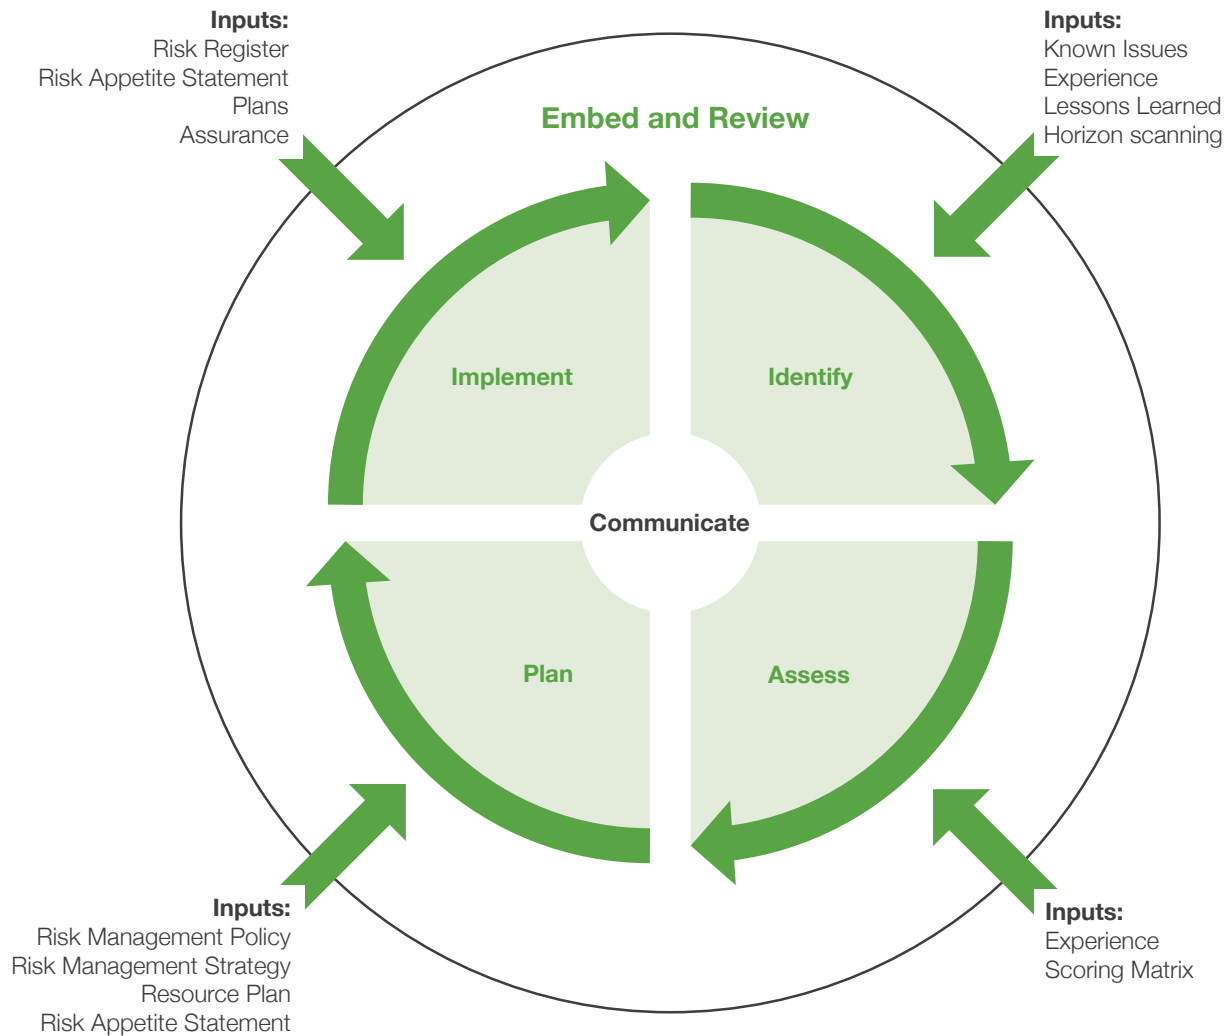 Inputs:
Risk Register
Risk Appetite Statement
Plans
Assurance
Inputs:
Known Issues
Experience
Lessons Learned
Horizon scanning
Embed and Review
Implement
Identify
Communicate
Plan
Assess
Inputs:
Risk Management Policy
Risk Management Strategy
Resource Plan
Risk Appetite Statement
Inputs:
Experience
Scoring Matrix